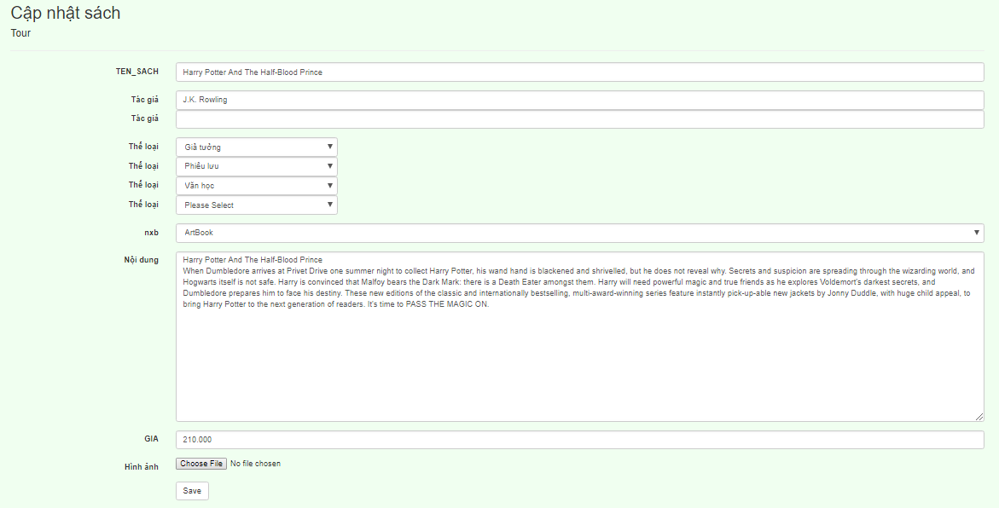 Cập nhật sách
Tour
TEN_SACH
Harry Potter And The Half-Blood Prince
Tác giả
J.K. Rowling
Tác giả
Thể loại
Giả tưởng
Thể loại
Phiêu lưu
Thể loại
Văn học
Thể loại
Please Select
nxb
ArtBook
Nội dung
Harry Potter And The Half-Blood Prince
When Dumbledore arrives at Privet Drive one summer night to collect Harry Potter, his wand hand is blackened and shrivelled, but he does not reveal why. Secrets and suspicion are spreading through the wizarding world, and
Hogwarts itself is not safe. Harry is convinced that Malfoy bears the Dark Mark: there is a Death Eater amongst them. Harry will need powerful magic and true friends as he explores Voldemort's darkest secrets, and
Dumbledore prepares him to face his destiny. These new editions of the classic and internationally bestselling, multi-award-winning series feature instantly pick-up-able new jackets by Jonny Duddle, with huge child appeal, to
bring Harry Potter to the next generation of readers. It's time to PASS THE MAGIC ON.
GIA
210.000
Hình ảnh
Choose File No file chosen
Save